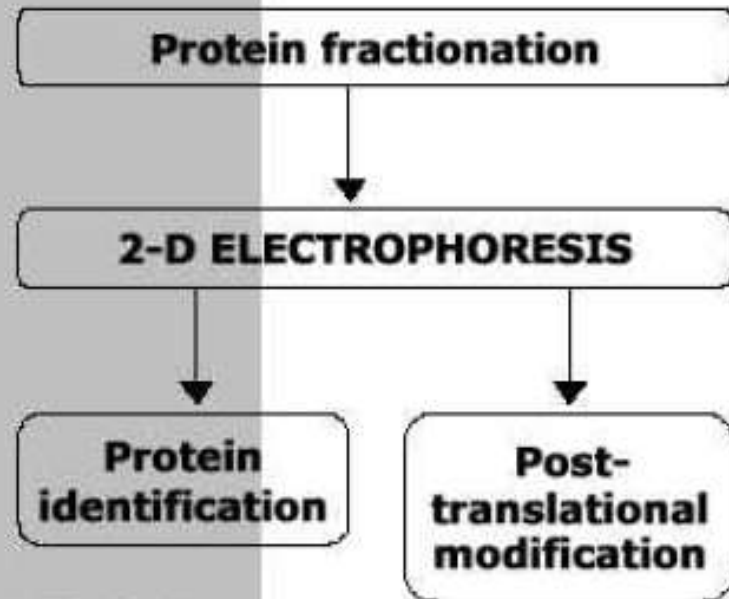 Protein fractionation
2-D ELECTROPHORESIS
Protein
identification
Post-
translational
modification